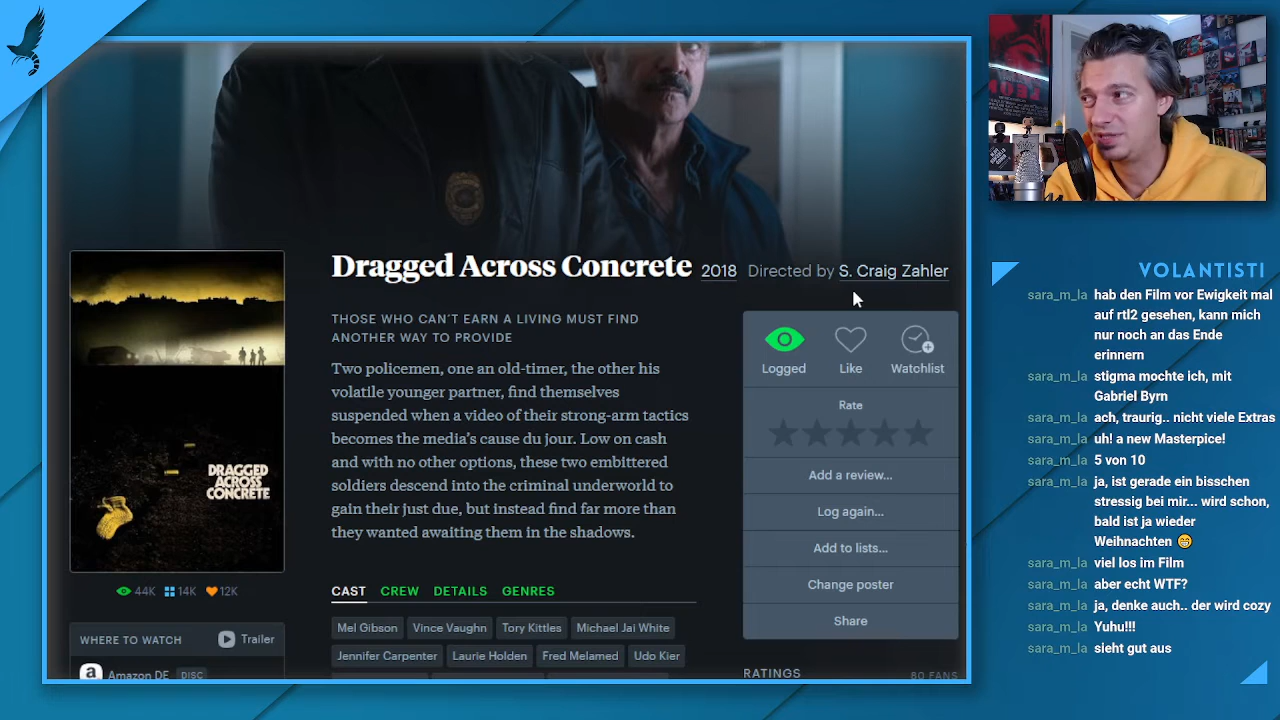 Dragged Across Concrete 2018 Directed by S. Craig Zahler
THOSE WHO CAN'T EARN A LIVING MUST FIND
ANOTHER WAY TO PROVIDE
Two policemen, one an old-timer, the other his
volatile younger partner, find themselves
suspended when a video of their strong-arm tactics
becomes the media's cause du jour. Low on cash
and with no other options, these two embittered
soldiers descend into the criminal underworld to
gain their just due, but instead find far more than
they wanted awaiting them in the shadows.
CAST CREW DETAILS GENRES
Mel Gibson Vince Vaughn Tory Kittles Michael Jai White
Jennifer Carpenter Laurie Holden Fred Melamed Udo Kier
DRAGGED
ACROSS
CONCRETE
44K 14K 12K
WHERE TO WATCH Trailer
Amazon DE DISC
Logged Like Watchlist
Rate
Add a review...
Log again...
Add to lists...
Change poster
Share
RATINGS 80 FANS
VOLANTISTI
sara_m_la hab den Film vor Ewigkeit mal
auf rtl2 gesehen, kann mich
nur noch an das Ende
erinnern
sara_m_la stigma mochte ich, mit
Gabriel Byrn
sara_m_la ach, traurig.. nicht viele Extras
sara_m_la uh! a new Masterpice!
sara_m_la 5 von 10
sara_m_la ja, ist gerade ein bisschen
stressig bei mir... wird schon,
bald ist ja wieder
Weihnachten 😁
sara_m_la viel los im Film
sara_m_la aber echt WTF?
sara_m_la ja, denke auch.. der wird cozy
sara_m_la Yuhu!!!
sara_m_la sieht gut aus